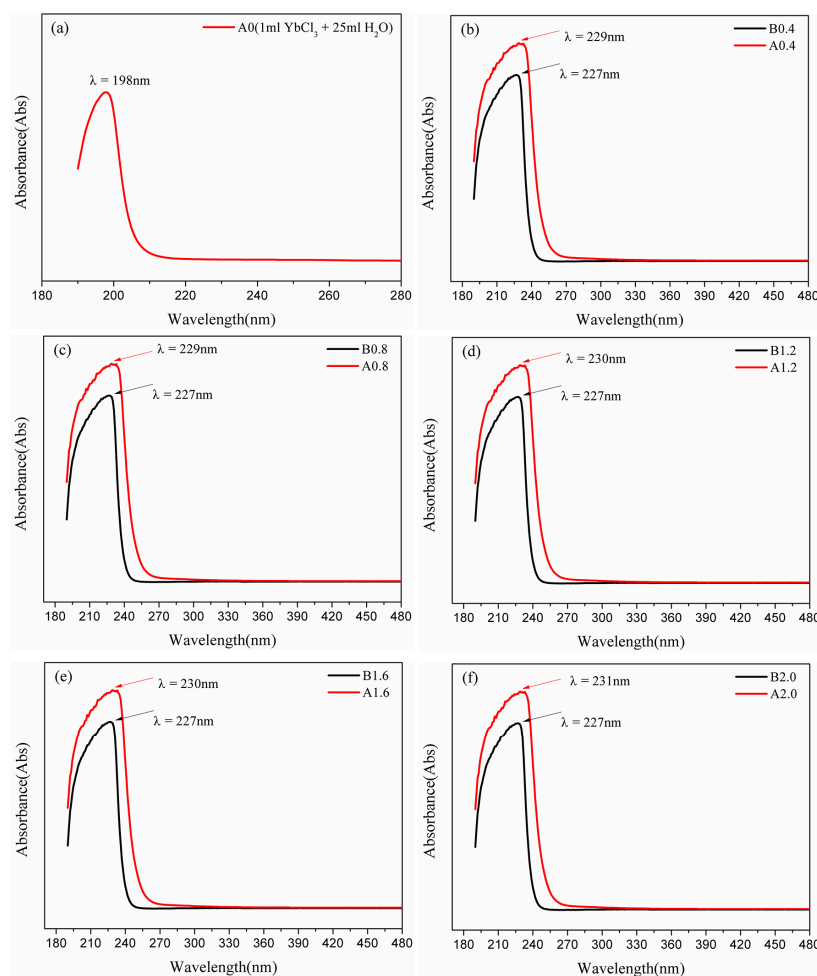 (a)
A0(1ml YbCl₃ + 25ml H₂O)
λ = 198nm
Absorbance(Abs)
180 200 220 240 260 280
Wavelength(nm)
(b)
B0.4
A0.4
λ = 229nm
λ = 227nm
Absorbance(Abs)
180 210 240 270 300 330 360 390 420 450 480
Wavelength(nm)
(c)
B0.8
A0.8
λ = 229nm
λ = 227nm
Absorbance(Abs)
180 210 240 270 300 330 360 390 420 450 480
Wavelength(nm)
(d)
B1.2
A1.2
λ = 230nm
λ = 227nm
Absorbance(Abs)
180 210 240 270 300 330 360 390 420 450 480
Wavelength(nm)
(e)
B1.6
A1.6
λ = 230nm
λ = 227nm
Absorbance(Abs)
180 210 240 270 300 330 360 390 420 450 480
Wavelength(nm)
(f)
B2.0
A2.0
λ = 231nm
λ = 227nm
Absorbance(Abs)
180 210 240 270 300 330 360 390 420 450 480
Wavelength(nm)